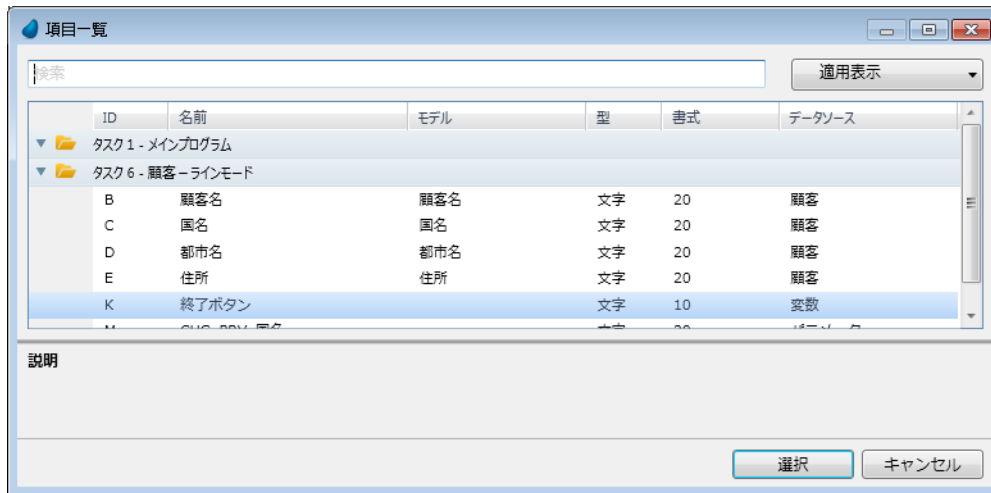 項目一覧
検索 適用表示
ID 名前 モデル 型 書式 データソース
タスク 1 - メインプログラム
タスク 6 - 顧客 − ラインモード
B 顧客名 顧客名 文字 20 顧客
C 国名 国名 文字 20 顧客
D 都市名 都市名 文字 20 顧客
E 住所 住所 文字 20 顧客
K 終了ボタン 文字 10 変数
説明
選択 キャンセル